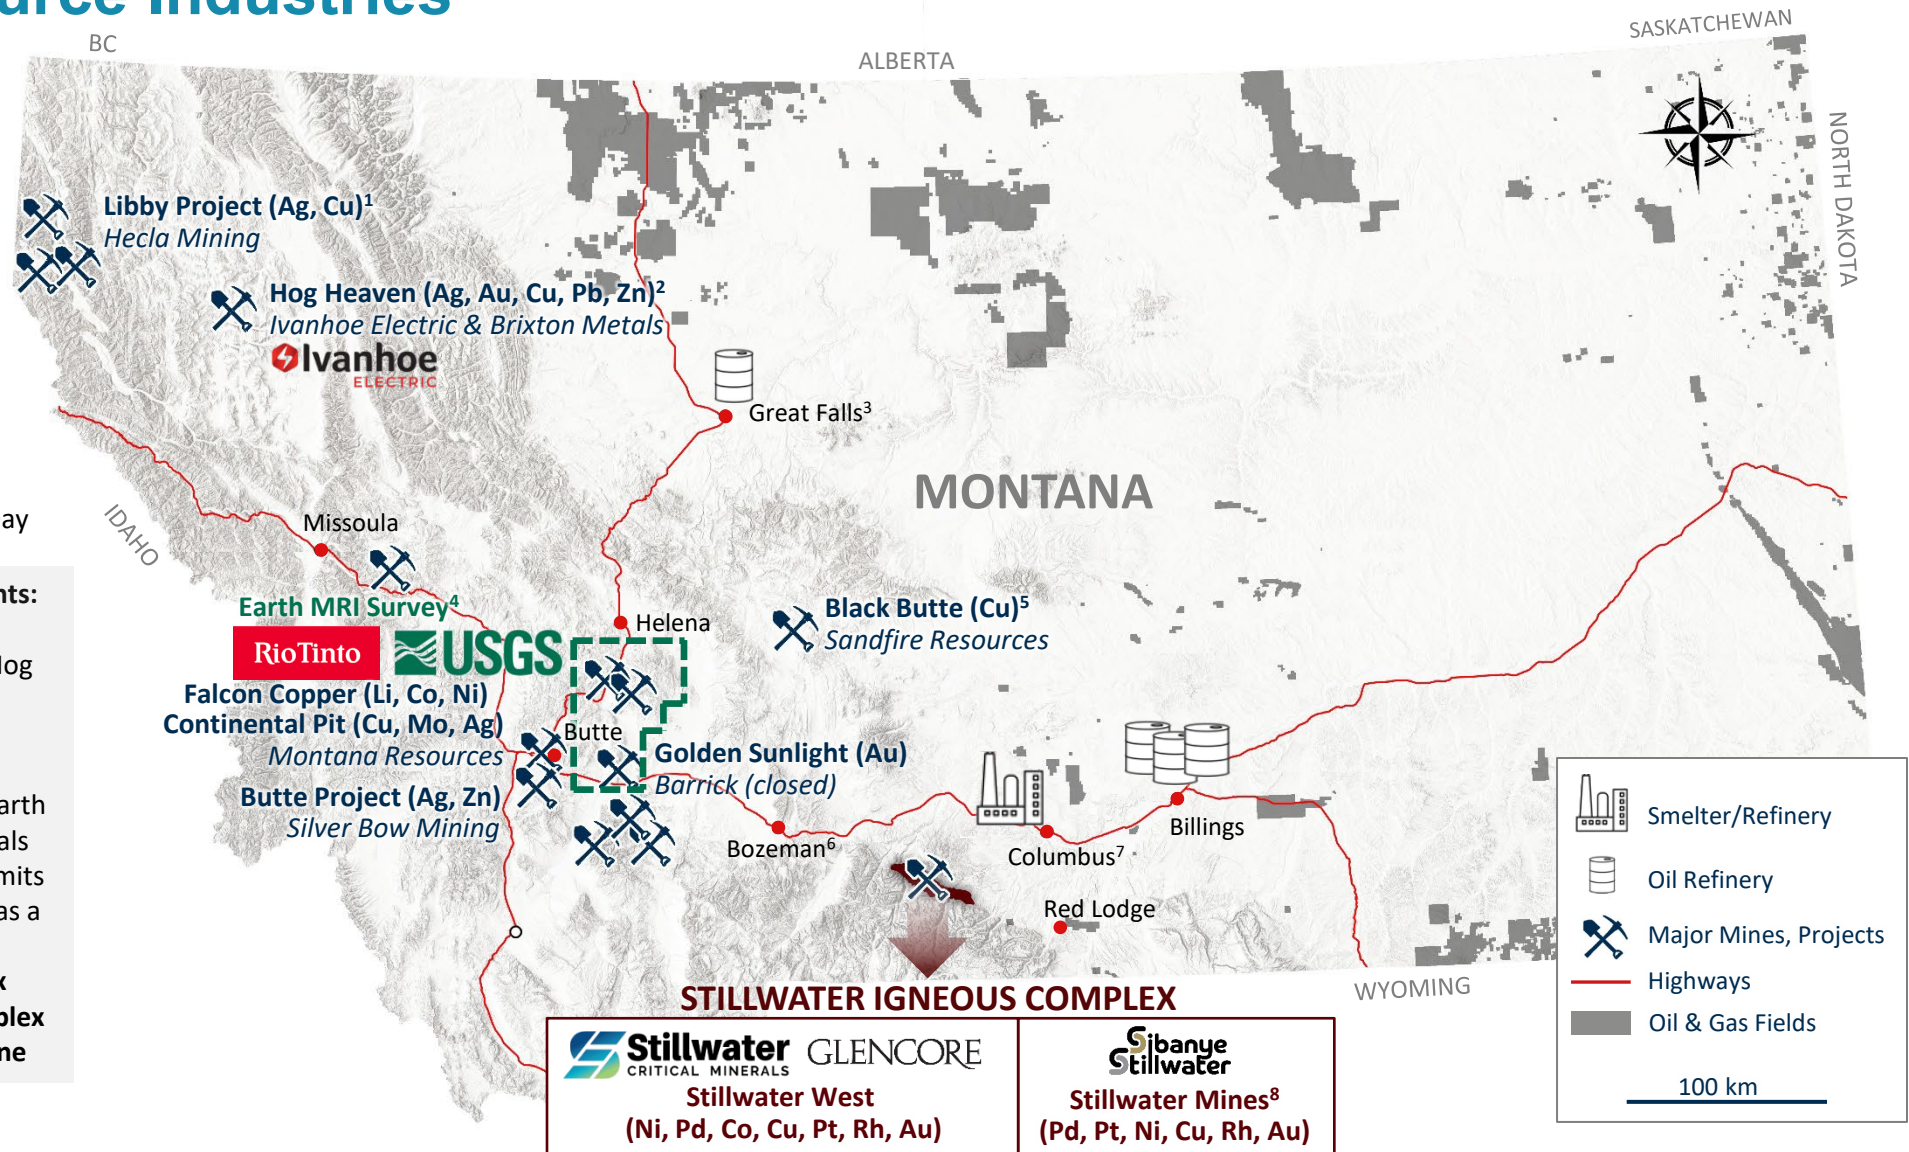 Industries
BC
ALBERTA
SASKATCHEWAN
NORTH DAKOTA
Libby Project (Ag, Cu)1
Hecla Mining
Hog Heaven (Ag, Au, Cu, Pb, Zn)2
Ivanhoe Electric & Brixton Metals
Ivanhoe
ELECTRIC
Great Falls3
MONTANA
IDAHO
Missoula
Earth MRI Survey4
RioTinto
USGS
Helena
Black Butte (Cu)5
Sandfire Resources
Falcon Copper (Li, Co, Ni)
Continental Pit (Cu, Mo, Ag)
Montana Resources
Butte
Golden Sunlight (Au)
Barrick (closed)
Butte Project (Ag, Zn)
Silver Bow Mining
Bozeman6
Columbus7
Billings
Red Lodge
WYOMING
STILLWATER IGNEOUS COMPLEX
Stillwater
CRITICAL MINERALS
GLENCORE
Stillwater West
(Ni, Pd, Co, Cu, Pt, Rh, Au)
Sibanye
Stillwater
Stillwater Mines8
(Pd, Pt, Ni, Cu, Rh, Au)
Smelter/Refinery
Oil Refinery
Major Mines, Projects
Highways
Oil & Gas Fields
100 km
as a